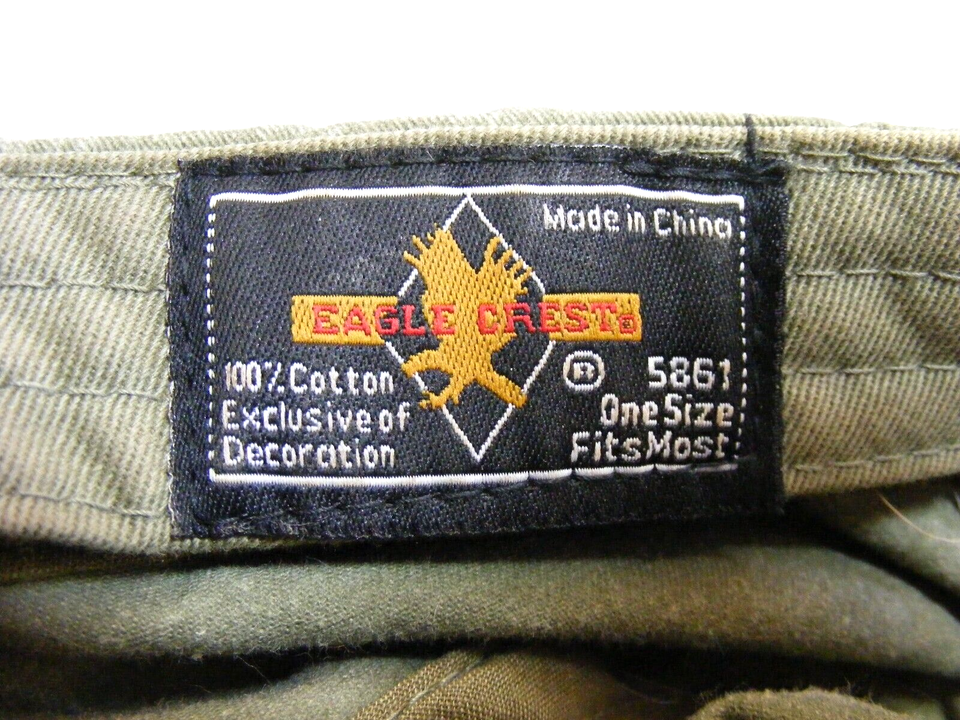 Made in China
EAGLE CREST
100% Cotton
Exclusive of
Decoration
® 5861
One Size
Fits Most